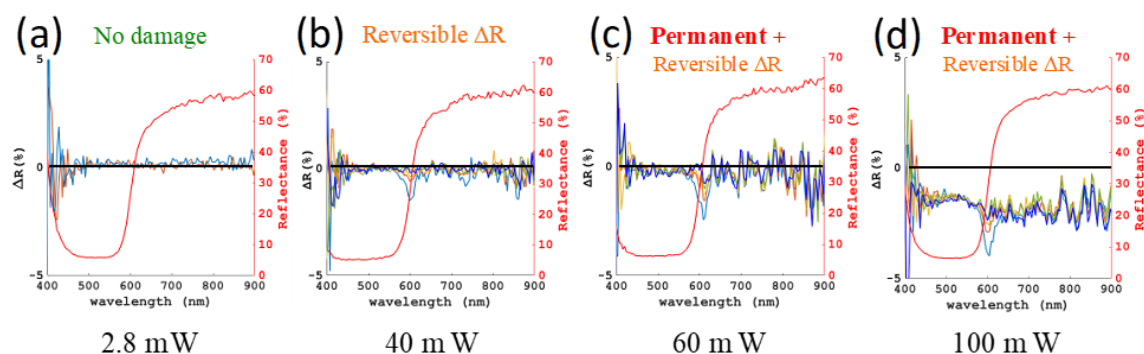 (a) No damage
(b) Reversible ΔR
(c) Permanent +
Reversible ΔR
(d) Permanent +
Reversible ΔR
5
0
-5
ΔR(%)
70
60
50
40
30
20
10
0
Reflectance (%)
400 500 600 700 800 900
wavelength (nm)
2.8 mW
5
0
-5
ΔR(%)
70
60
50
40
30
20
10
0
Reflectance (%)
400 500 600 700 800 900
wavelength (nm)
40 mW
5
0
-5
ΔR(%)
70
60
50
40
30
20
10
0
Reflectance (%)
400 500 600 700 800 900
wavelength (nm)
60 mW
5
0
-5
ΔR(%)
70
60
50
40
30
20
10
0
Reflectance (%)
400 500 600 700 800 900
wavelength (nm)
100 mW